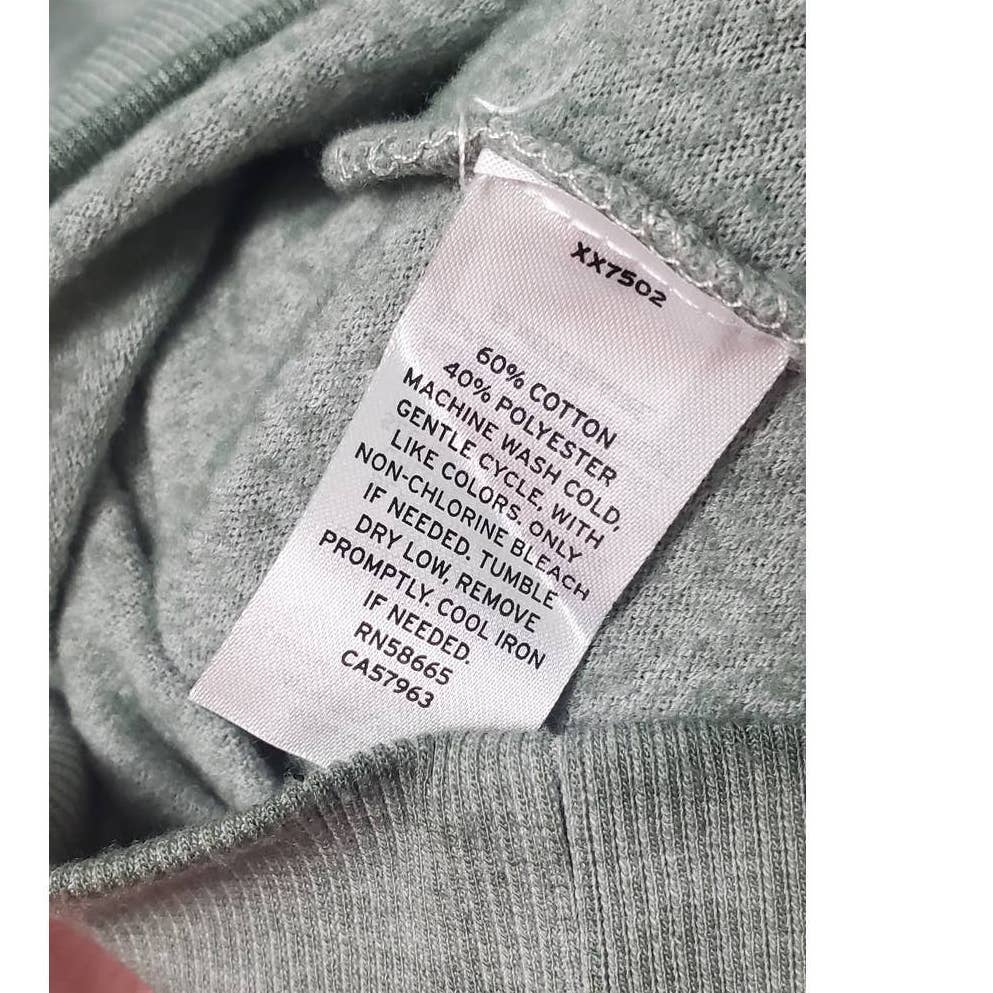 XX7502
60% COTTON
40% POLYESTER
MACHINE WASH COLD,
GENTLE CYCLE, WITH
LIKE COLORS. ONLY
NON-CHLORINE BLEACH
IF NEEDED. TUMBLE
DRY LOW, REMOVE
PROMPTLY. COOL IRON
IF NEEDED.
RN58665
CA57963